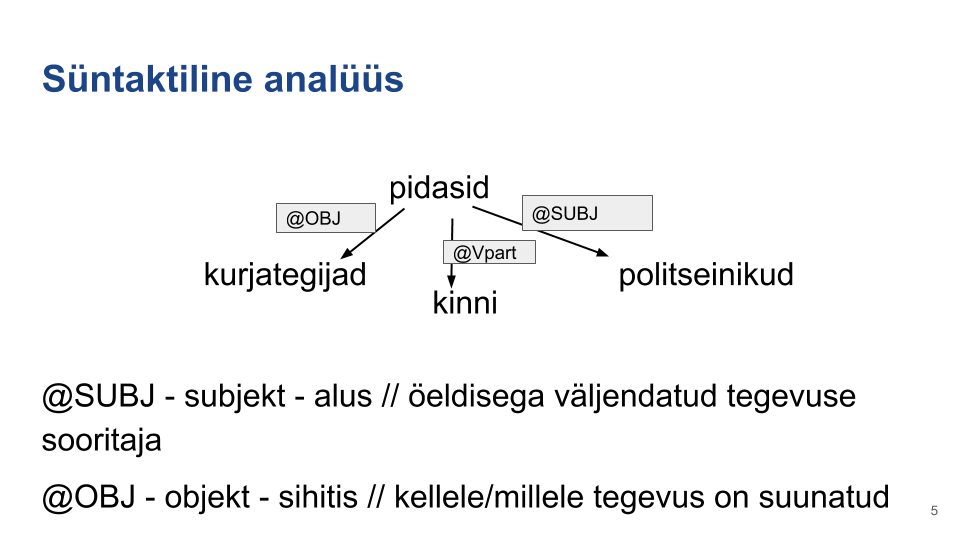 Süntaktiline analüüs
pidasid
@OBJ
@SUBJ
@Vpart
kurjategijad
politseinikud
kinni
@SUBJ - subjekt - alus // öeldisega väljendatud tegevuse
sooritaja
@OBJ - objekt - sihitis // kellele/millele tegevus on suunatud
5